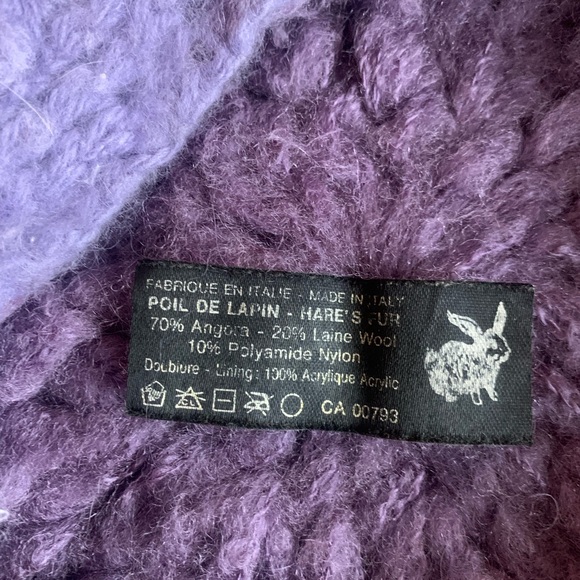 FABRIQUE EN ITALIE - MADE IN ITALY
POIL DE LAPIN - HARE'S FUR
70% Angora - 20% Laine Wool
10% Polyamide Nylon
Doublure - Lining: 100% Acrylique Acrylic
CL CA 00793